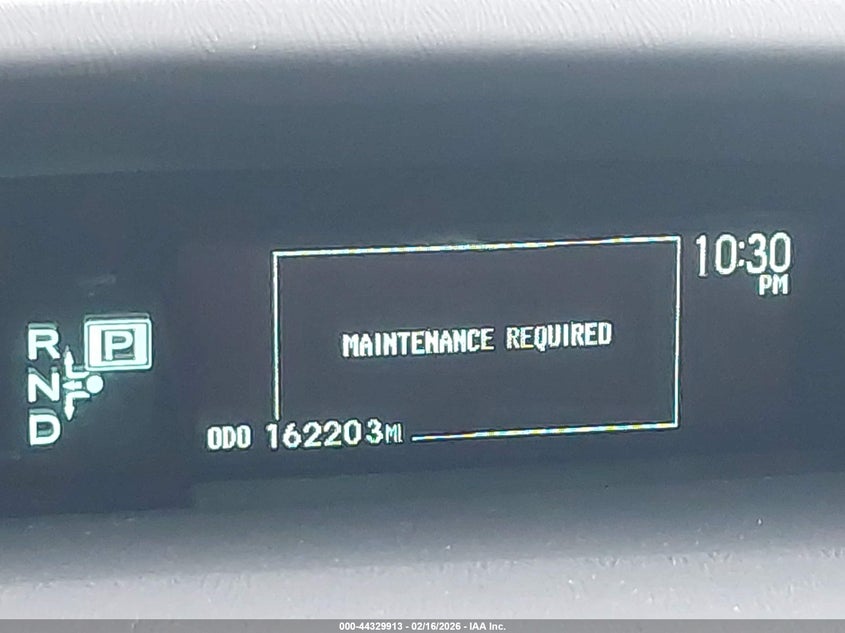 10:30
PM
R P
N
D
MAINTENANCE REQUIRED
ODO 162203MI
000-44329913 - 02/16/2026 - IAA Inc.